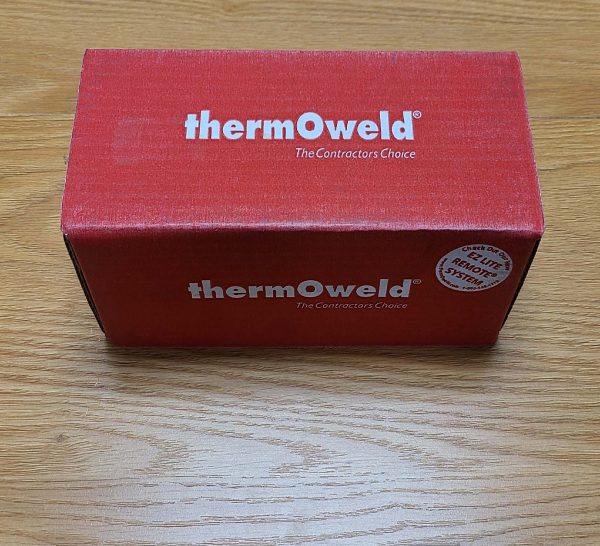 thermOweld®
The Contractors Choice
thermOweld®
The Contractors Choice
Check Out Our New
EZ LITE
REMOTE®
SYSTEM